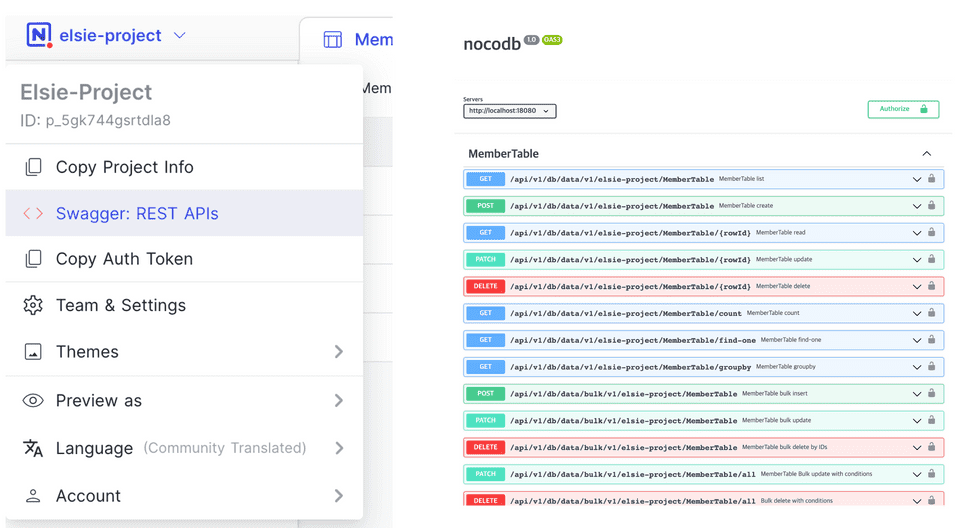 elsie-project
Mem
Mem
Elsie-Project
ID: p_5gk744gsrtdla8
Copy Project Info
Swagger: REST APIs
Copy Auth Token
Team & Settings
Themes
Preview as
Language (Community Translated)
Account
nocodb 1.0 OAS3
Servers
http://localhost:18080
Authorize
MemberTable
GET /api/v1/db/data/v1/elsie-project/MemberTable MemberTable list
POST /api/v1/db/data/v1/elsie-project/MemberTable MemberTable create
GET /api/v1/db/data/v1/elsie-project/MemberTable/{rowId} MemberTable read
PATCH /api/v1/db/data/v1/elsie-project/MemberTable/{rowId} MemberTable update
DELETE /api/v1/db/data/v1/elsie-project/MemberTable/{rowId} MemberTable delete
GET /api/v1/db/data/v1/elsie-project/MemberTable/count MemberTable count
GET /api/v1/db/data/v1/elsie-project/MemberTable/find-one MemberTable find-one
GET /api/v1/db/data/v1/elsie-project/MemberTable/groupby MemberTable groupby
POST /api/v1/db/data/bulk/v1/elsie-project/MemberTable MemberTable bulk insert
PATCH /api/v1/db/data/bulk/v1/elsie-project/MemberTable MemberTable bulk update
DELETE /api/v1/db/data/bulk/v1/elsie-project/MemberTable MemberTable bulk delete by IDs
PATCH /api/v1/db/data/bulk/v1/elsie-project/MemberTable/all MemberTable Bulk update with conditions
DELETE /api/v1/db/data/bulk/v1/elsie-project/MemberTable/all Bulk delete with conditions